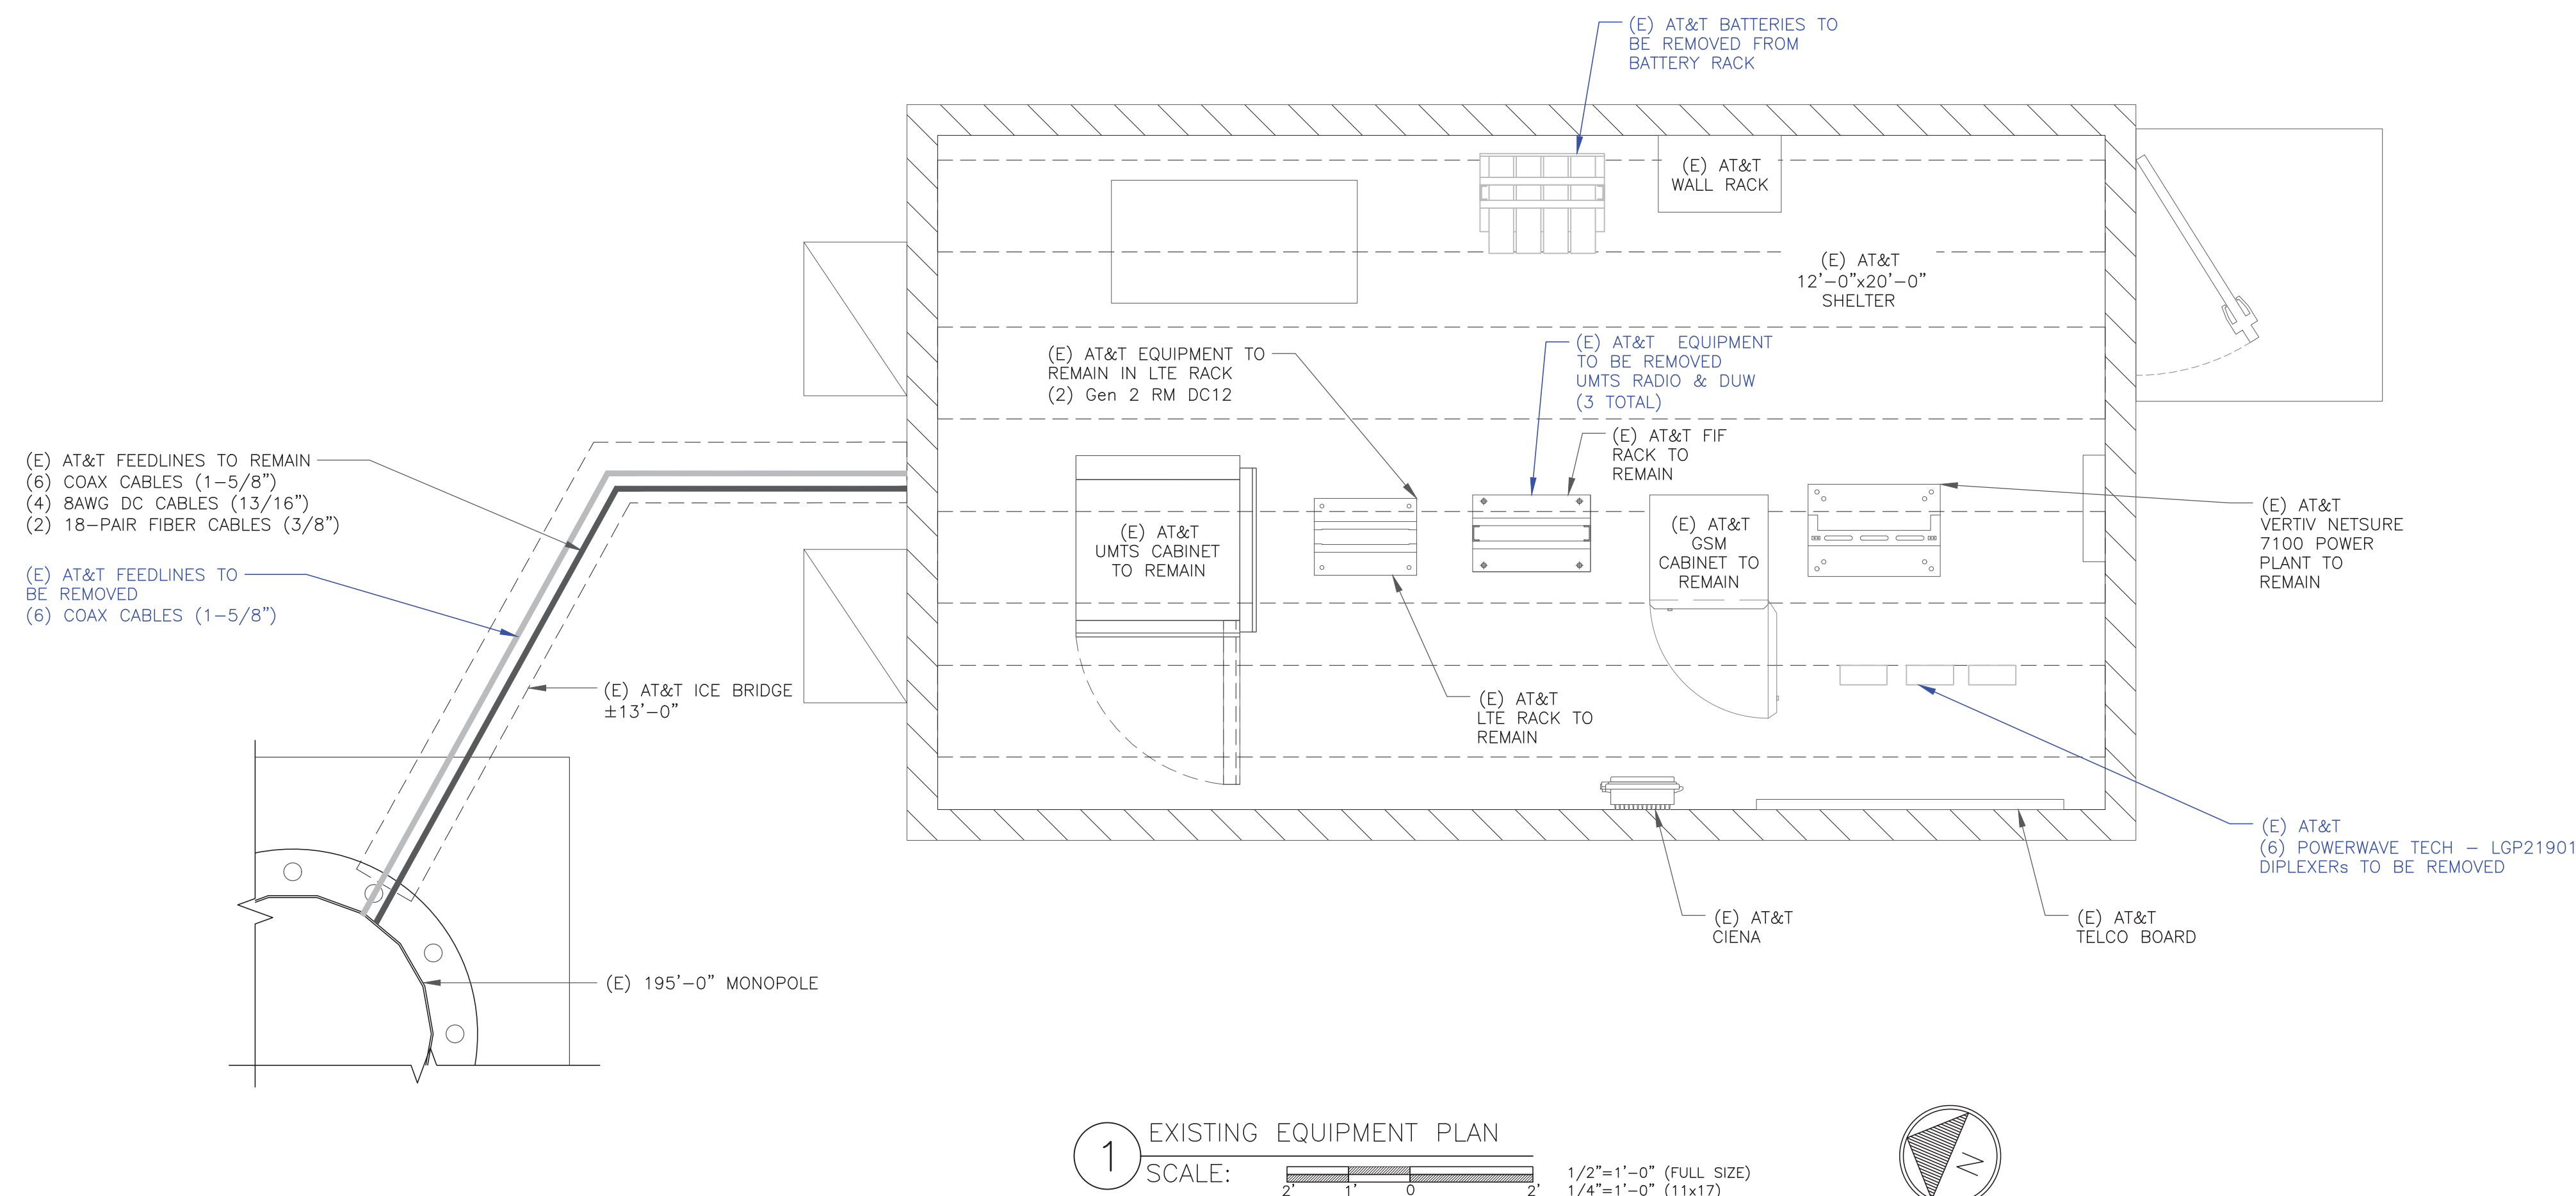 (E) AT&T BATTERIES TO
BE REMOVED FROM
BATTERY RACK
(E) AT&T
WALL RACK
(E) AT&T
12'-0"x20'-0"
SHELTER
(E) AT&T EQUIPMENT TO
REMAIN IN LTE RACK
(2) Gen 2 RM DC12
(E) AT&T EQUIPMENT
TO BE REMOVED
UMTS RADIO & DUW
(3 TOTAL)
(E) AT&T FIF
RACK TO
REMAIN
(E) AT&T FEEDLINES TO REMAIN
(6) COAX CABLES (1-5/8")
(4) 8AWG DC CABLES (13/16")
(2) 18-PAIR FIBER CABLES (3/8")
(E) AT&T FEEDLINES TO
BE REMOVED
(6) COAX CABLES (1-5/8")
(E) AT&T
UMTS CABINET
TO REMAIN
(E) AT&T
GSM
CABINET TO
REMAIN
(E) AT&T
VERTIV NETSURE
7100 POWER
PLANT TO
REMAIN
(E) AT&T ICE BRIDGE
±13'-0"
(E) AT&T
LTE RACK TO
REMAIN
(E) AT&T
(6) POWERWAVE TECH - LGP21901
DIPLEXERs TO BE REMOVED
(E) AT&T
CIENA
(E) AT&T
TELCO BOARD
(E) 195'-0" MONOPOLE
1
EXISTING EQUIPMENT PLAN
SCALE:
2' 1' 0 2'
1/2"=1'-0" (FULL SIZE)
1/4"=1'-0" (11x17)
N